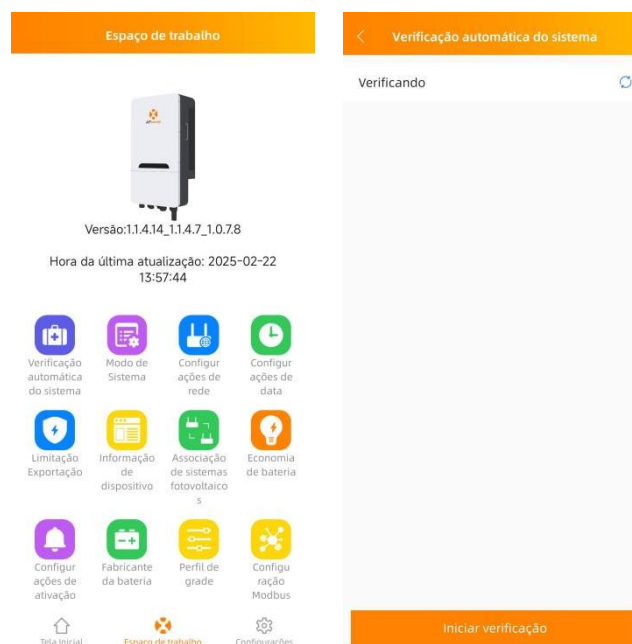 Espaço de trabalho
Versão:1.1.4.14_1.1.4.7_1.0.7.8
Hora da última atualização: 2025-02-22
13:57:44
Verificação
automática
do sistema
Modo de
Sistema
Configur
ações de
rede
Configur
ações de
data
Limitação
Exportação
Informação
de
dispositivo
Associação
de sistemas
fotovoltaico
s
Economia
de bateria
Configur
ações de
ativação
Fabricante
da bateria
Perfil de
grade
Configu
ração
Modbus
Tela Inicial
Espaço de trabalho
Configurações
Verificação automática do sistema
Verificando
Iniciar verificação